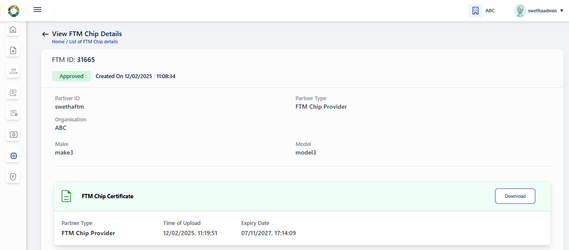 ABC
swethaadmin
View FTM Chip Details
Home / List of FTM Chip details
FTM ID: 31665
Approved
Created On 12/02/2025 | 11:08:34
Partner ID
swethaftm
Partner Type
FTM Chip Provider
Organisation
ABC
Make
make3
Model
model3
FTM Chip Certificate
Download
Partner Type
FTM Chip Provider
Time of Upload
12/02/2025, 11:19:51
Expiry Date
07/11/2027, 17:14:09